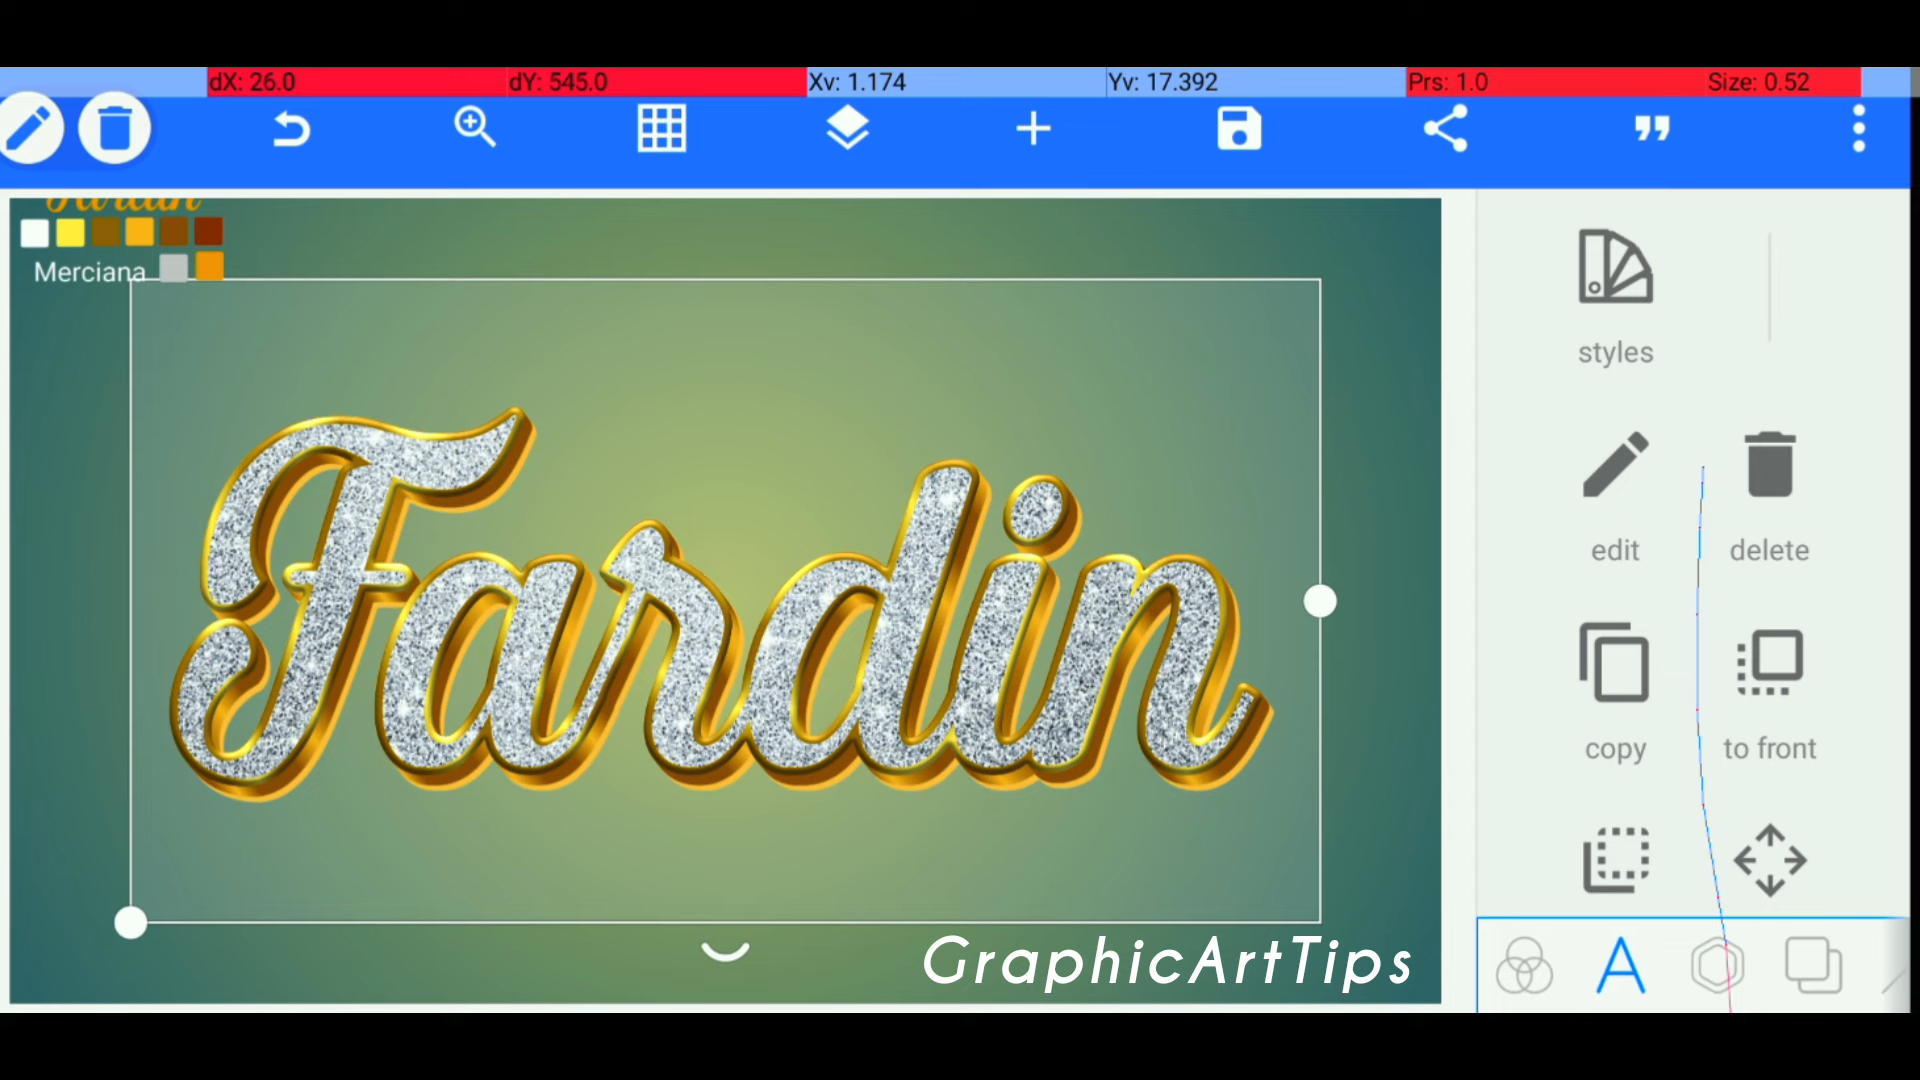 dX: 26.0 dY: 545.0 Xv: 1.174 Yv: 17.392 Prs: 1.0 Size: 0.52
Fardin
Merciana
Fardin
GraphicArtTips
styles
edit delete
copy to front
A